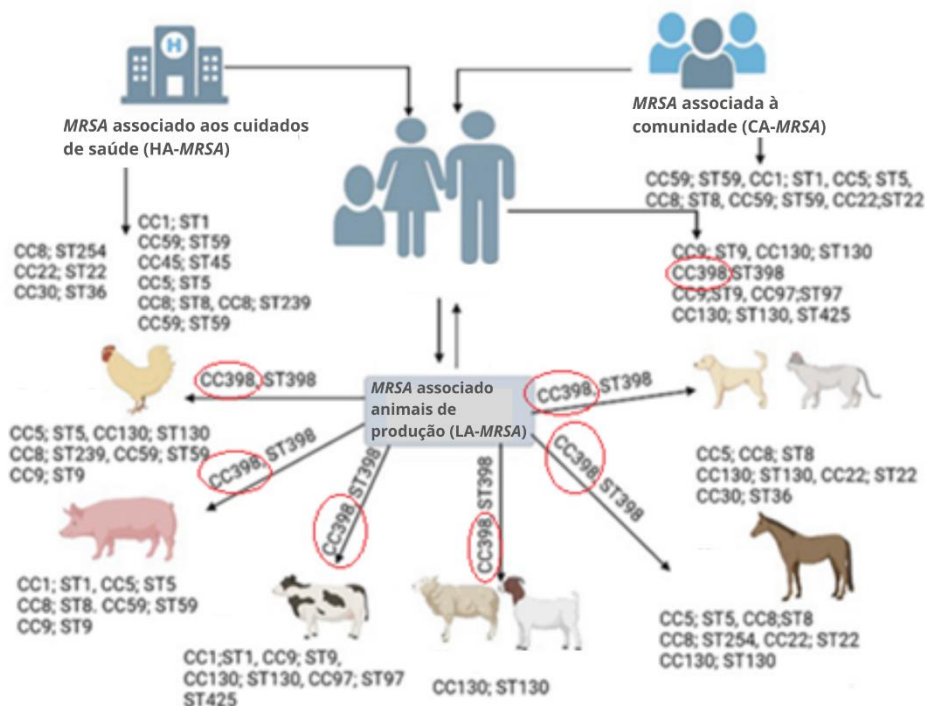 H
MRSA associado aos cuidados
de saúde (HA-MRSA)
MRSA associada à
comunidade (CA-MRSA)
CC59; ST59, CC1; ST1, CC5; ST5,
CC8; ST8, CC59; ST59, CC22;ST22
CC8; ST254
CC22; ST22
CC30; ST36
CC1; ST1
CC59; ST59
CC45; ST45
CC5; ST5
CC8; ST8, CC8; ST239
CC59; ST59
CC9; ST9, CC130; ST130
CC398;ST398
CC9;ST9, CC97;ST97
CC130; ST130, ST425
MRSA associado
animais de
produção (LA-MRSA)
CC398, ST398
CC5; ST5, CC130; ST130
CC8; ST239, CC59; ST59
CC9; ST9
CC398, ST398
CC1; ST1, CC5; ST5
CC8; ST8. CC59; ST59
CC9; ST9
CC398, ST398
CC1;ST1, CC9; ST9,
CC130; ST130, CC97; ST97
ST425
CC398, ST398
CC130; ST130
CC398, ST398
CC5; CC8; ST8
CC130; ST130, CC22; ST22
CC30; ST36
CC398, ST398
CC5; ST5, CC8;ST8
CC8; ST254, CC22; ST22
CC130; ST130